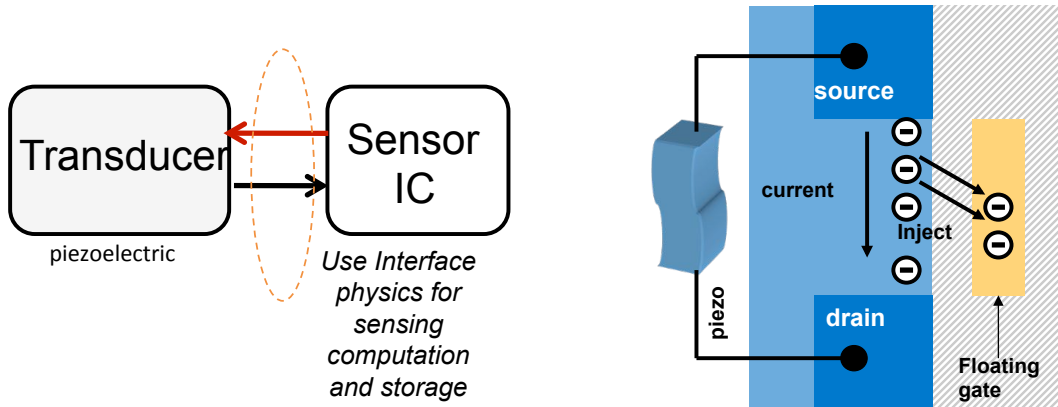 Transducer
piezoelectric
Sensor
IC
Use Interface
physics for
sensing
computation
and storage
source
current
Inject
piezo
drain
Floating
gate